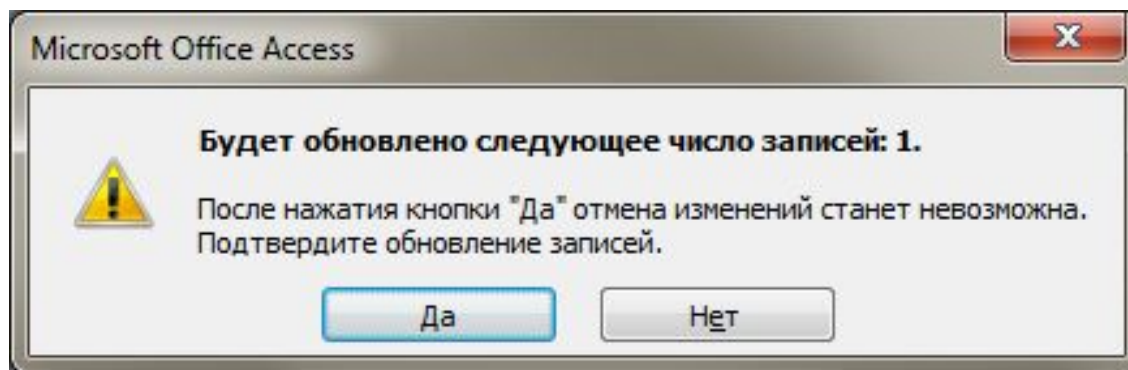 Microsoft Office Access
Будет обновлено следующее число записей: 1.
После нажатия кнопки "Да" отмена изменений станет невозможна.
Подтвердите обновление записей.
Да
Нет